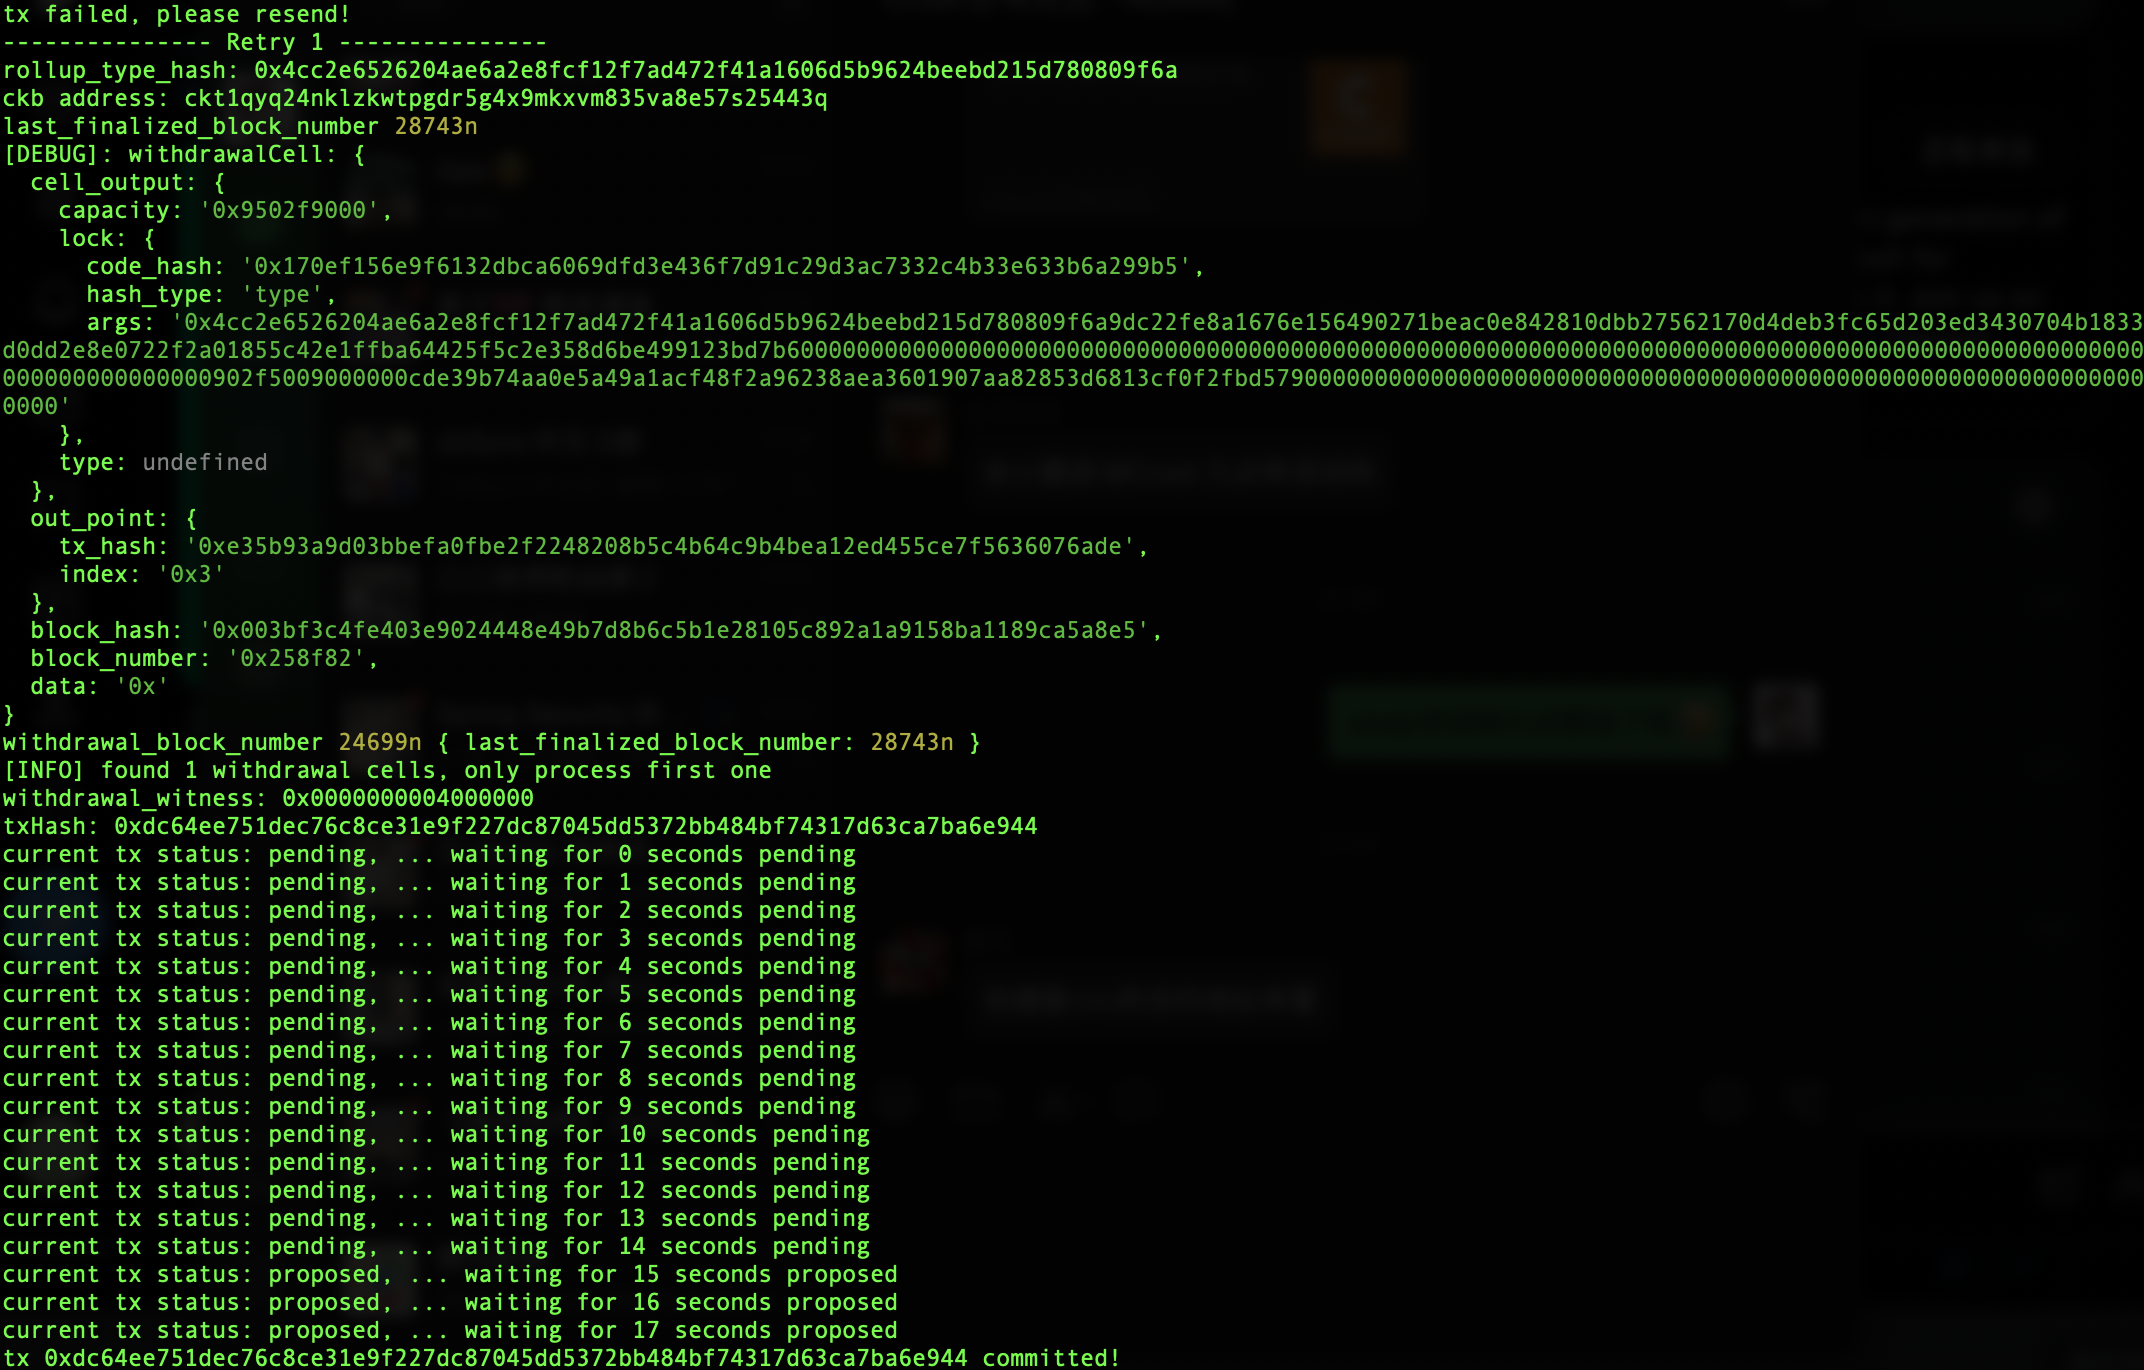 tx failed, please resend!
--------------- Retry 1 ---------------
rollup_type_hash: 0x4cc2e6526204ae6a2e8fcf12f7ad472f41a1606d5b9624beebd215d780809f6a
ckb address: ckt1qyq24nklzkwtpgdr5g4x9mkxvm835va8e57s25443q
last_finalized_block_number 28743n
[DEBUG]: withdrawalCell: {
  cell_output: {
    capacity: '0x9502f9000',
    lock: {
      code_hash: '0x170ef156e9f6132dbca6069dfd3e436f7d91c29d3ac7332c4b33e633b6a299b5',
      hash_type: 'type',
      args: '0x4cc2e6526204ae6a2e8fcf12f7ad472f41a1606d5b9624beebd215d780809f6a9dc22fe8a1676e156490271beac0e842810dbb27562170d4deb3fc65d203ed3430704b1833
d0dd2e8e0722f2a01855c42e1ffba64425f5c2e358d6be499123bd7b60000000000000000000000000000000000000000000000000000000000000000000000000000000000000000000000000
000000000000000902f5009000000cde39b74aa0e5a49a1acf48f2a96238aea3601907aa82853d6813cf0f2fbd57900000000000000000000000000000000000000000000000000000000000
0000'
    },
    type: undefined
  },
  out_point: {
    tx_hash: '0xe35b93a9d03bbefa0fbe2f2248208b5c4b64c9b4bea12ed455ce7f5636076ade',
    index: '0x3'
  },
  block_hash: '0x003bf3c4fe403e9024448e49b7d8b6c5b1e28105c892a1a9158ba1189ca5a8e5',
  block_number: '0x258f82',
  data: '0x'
}
withdrawal_block_number 24699n { last_finalized_block_number: 28743n }
[INFO] found 1 withdrawal cells, only process first one
withdrawal_witness: 0x0000000004000000
txHash: 0xdc64ee751dec76c8ce31e9f227dc87045dd5372bb484bf74317d63ca7ba6e944
current tx status: pending, ... waiting for 0 seconds pending
current tx status: pending, ... waiting for 1 seconds pending
current tx status: pending, ... waiting for 2 seconds pending
current tx status: pending, ... waiting for 3 seconds pending
current tx status: pending, ... waiting for 4 seconds pending
current tx status: pending, ... waiting for 5 seconds pending
current tx status: pending, ... waiting for 6 seconds pending
current tx status: pending, ... waiting for 7 seconds pending
current tx status: pending, ... waiting for 8 seconds pending
current tx status: pending, ... waiting for 9 seconds pending
current tx status: pending, ... waiting for 10 seconds pending
current tx status: pending, ... waiting for 11 seconds pending
current tx status: pending, ... waiting for 12 seconds pending
current tx status: pending, ... waiting for 13 seconds pending
current tx status: pending, ... waiting for 14 seconds pending
current tx status: proposed, ... waiting for 15 seconds proposed
current tx status: proposed, ... waiting for 16 seconds proposed
current tx status: proposed, ... waiting for 17 seconds proposed
tx 0xdc64ee751dec76c8ce31e9f227dc87045dd5372bb484bf74317d63ca7ba6e944 committed!